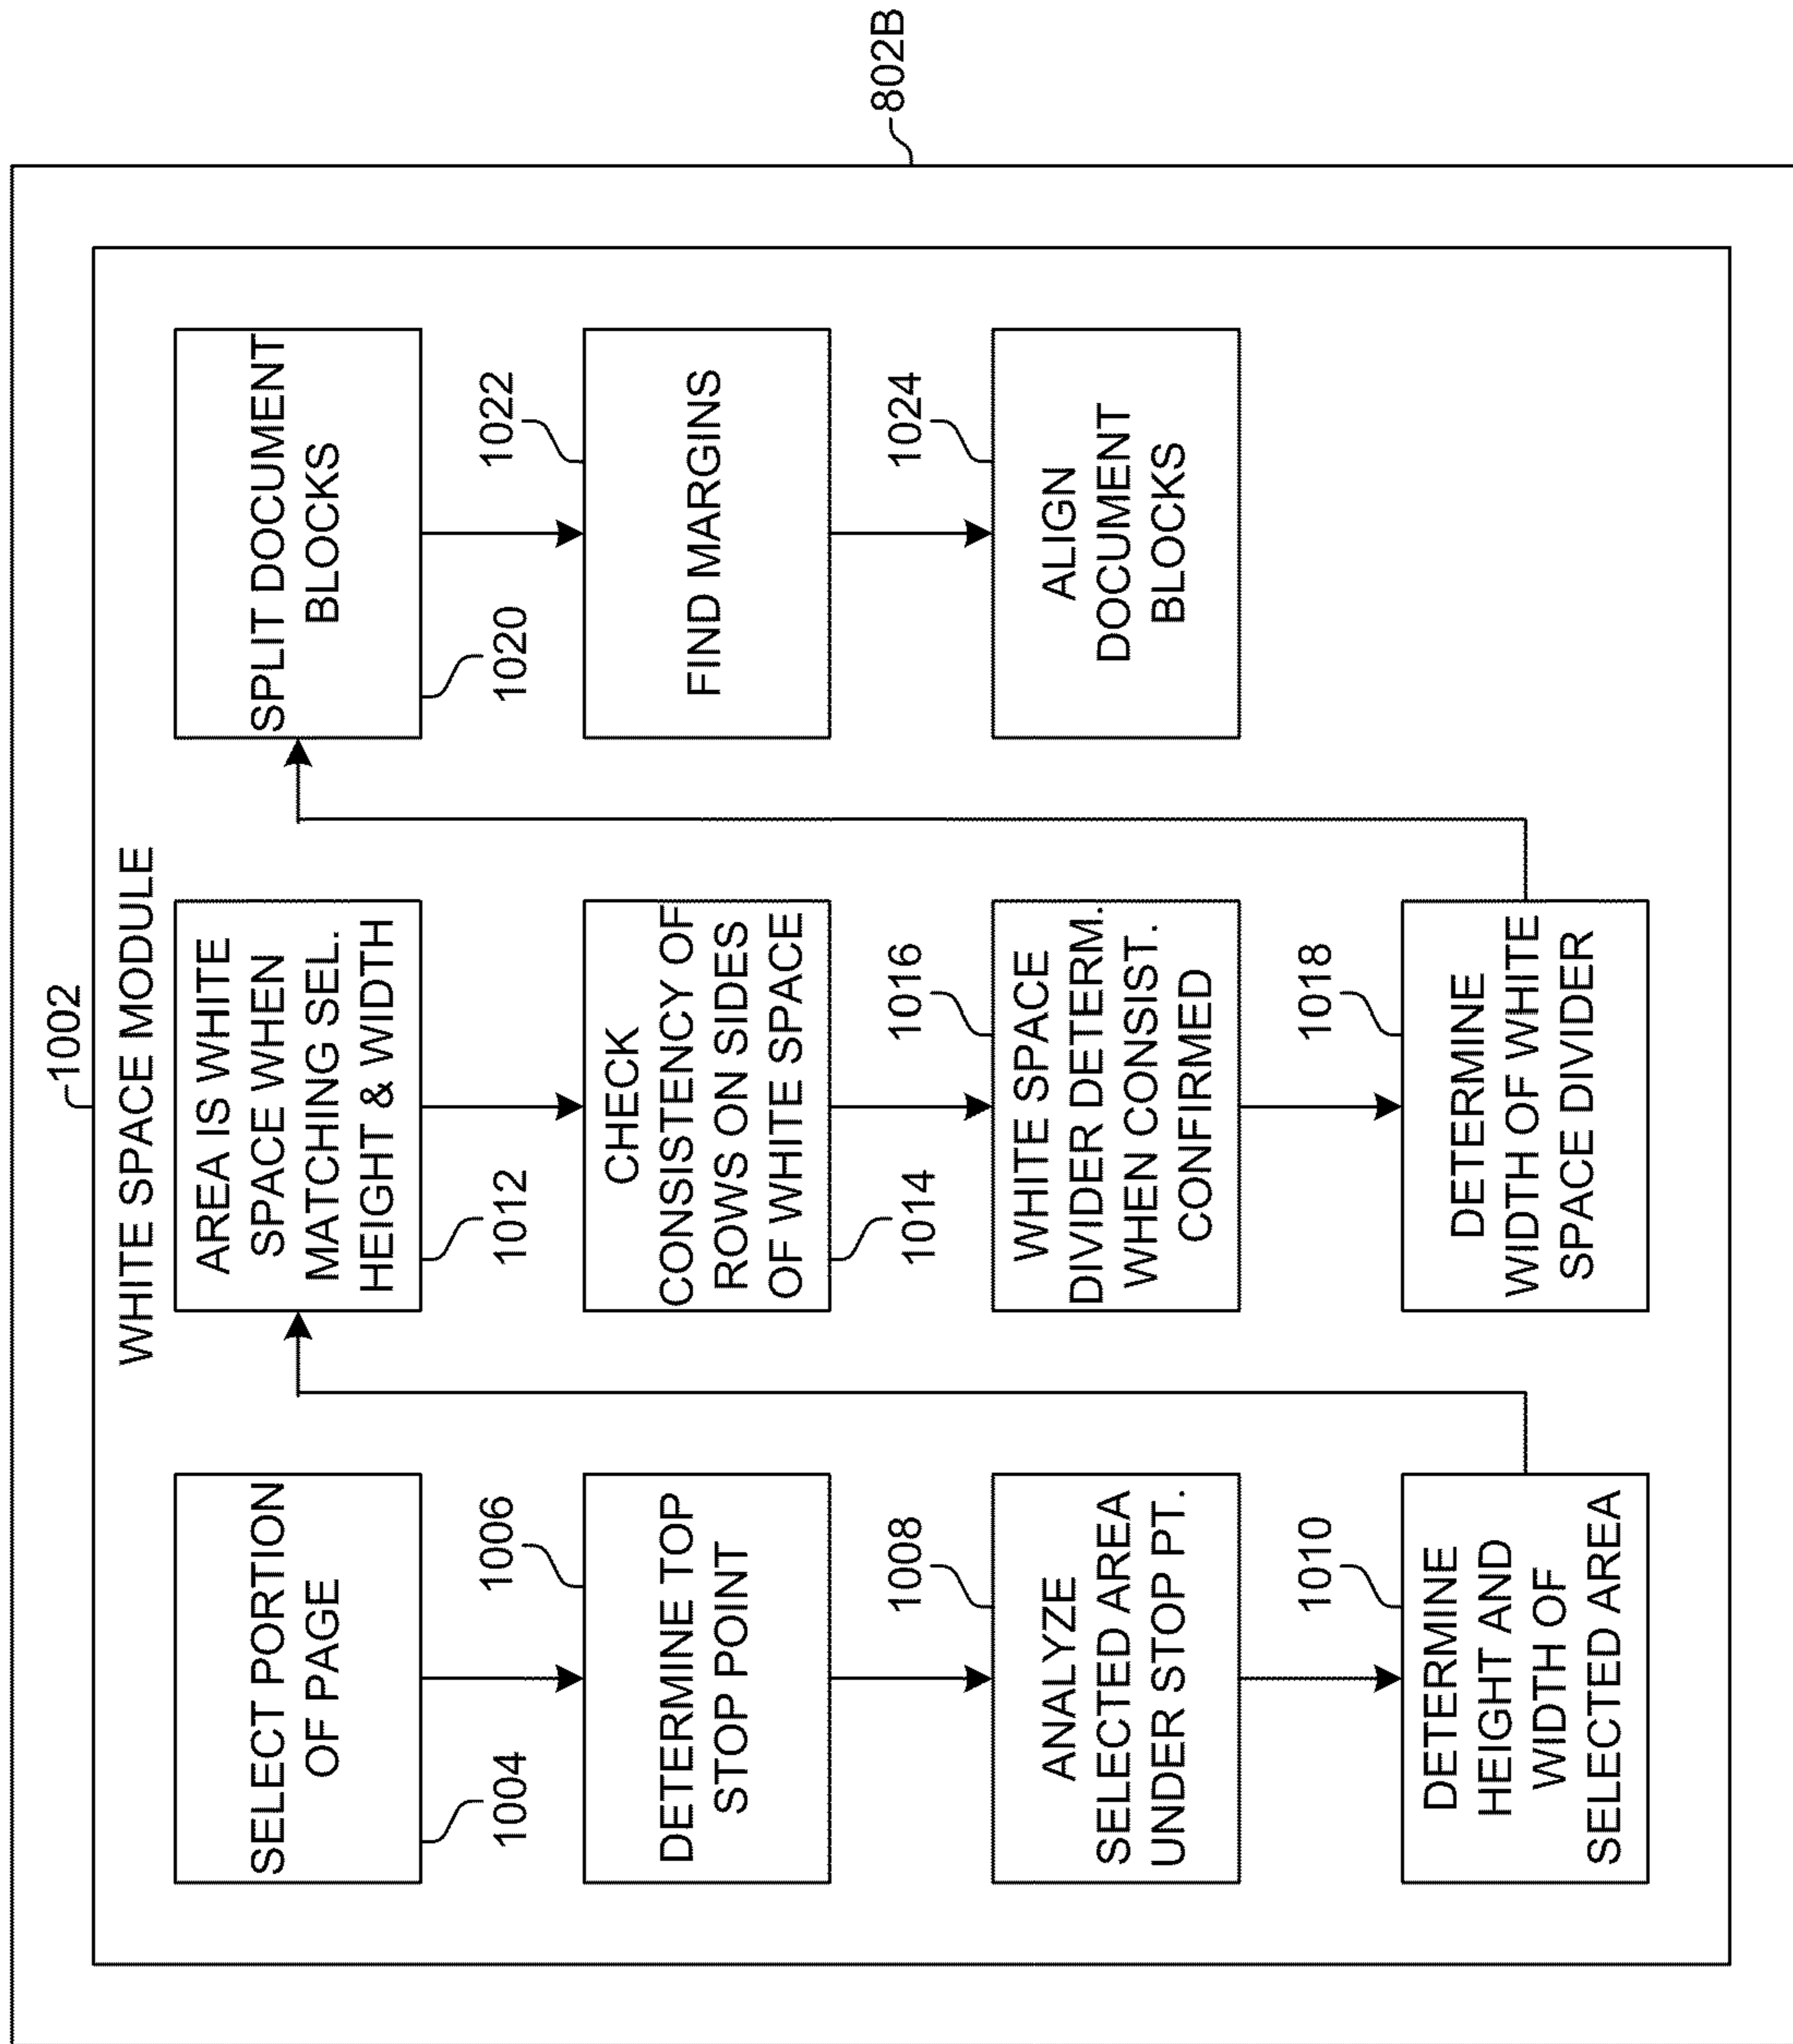 1002
WHITE SPACE MODULE
SELECT PORTION
OF PAGE
1004
1006
DETERMINE TOP
STOP POINT
1008
ANALYZE
SELECTED AREA
UNDER STOP PT.
1010
DETERMINE
HEIGHT AND
WIDTH OF
SELECTED AREA
AREA IS WHITE
SPACE WHEN
MATCHING SEL.
HEIGHT & WIDTH
1012
CHECK
CONSISTENCY OF
ROWS ON SIDES
OF WHITE SPACE
1014
1016
WHITE SPACE
DIVIDER DETERM.
WHEN CONSIST.
CONFIRMED
1018
DETERMINE
WIDTH OF WHITE
SPACE DIVIDER
SPLIT DOCUMENT
BLOCKS
1020
1022
FIND MARGINS
1024
ALIGN
DOCUMENT
BLOCKS
802B